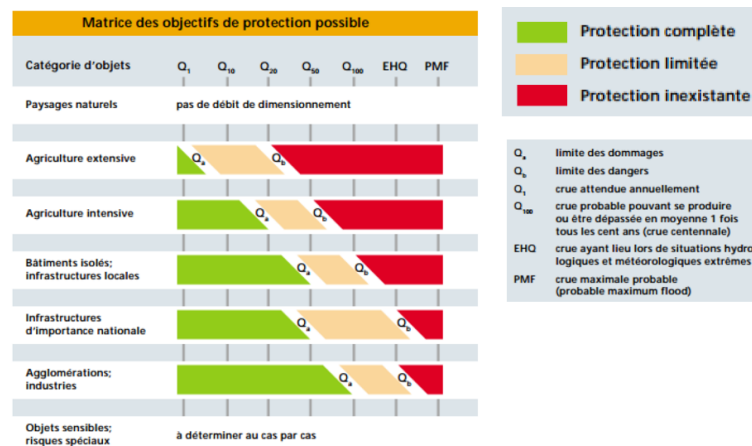 Matrice des objectifs de protection possible
Catégorie d'objets Q1 Q10 Q20 Q50 Q100 EHQ PMF
Paysages naturels pas de débit de dimensionnement
Agriculture extensive Qa Qb
Agriculture intensive Qa Qb
Bâtiments isolés;
infrastructures locales Qa Qb
Infrastructures
d'importance nationale Qa Qb
Agglomérations;
industries Qa Qb
Objets sensibles;
risques spéciaux à déterminer au cas par cas
Protection complète
Protection limitée
Protection inexistante
Qa limite des dommages
Qb limite des dangers
Q1 crue attendue annuellement
Q100 crue probable pouvant se produire
ou être dépassée en moyenne 1 fois
tous les cent ans (crue centennale)
EHQ crue ayant lieu lors de situations hydro
logiques et météorologiques extrêmes
PMF crue maximale probable
(probable maximum flood)